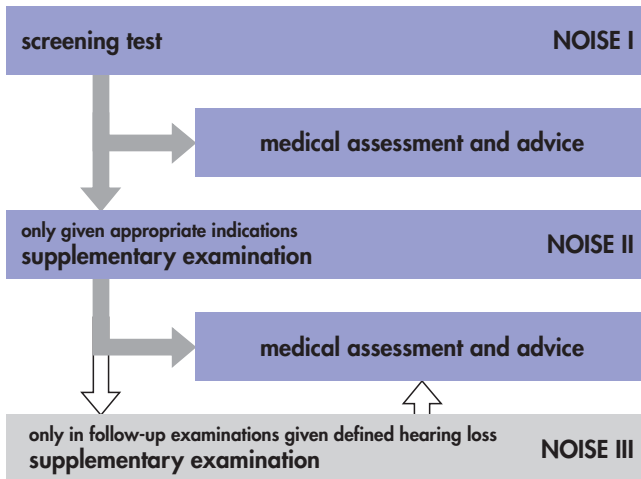 screening test NOISE I
medical assessment and advice
only given appropriate indications
supplementary examination NOISE II
medical assessment and advice
only in follow-up examinations given defined hearing loss
supplementary examination NOISE III